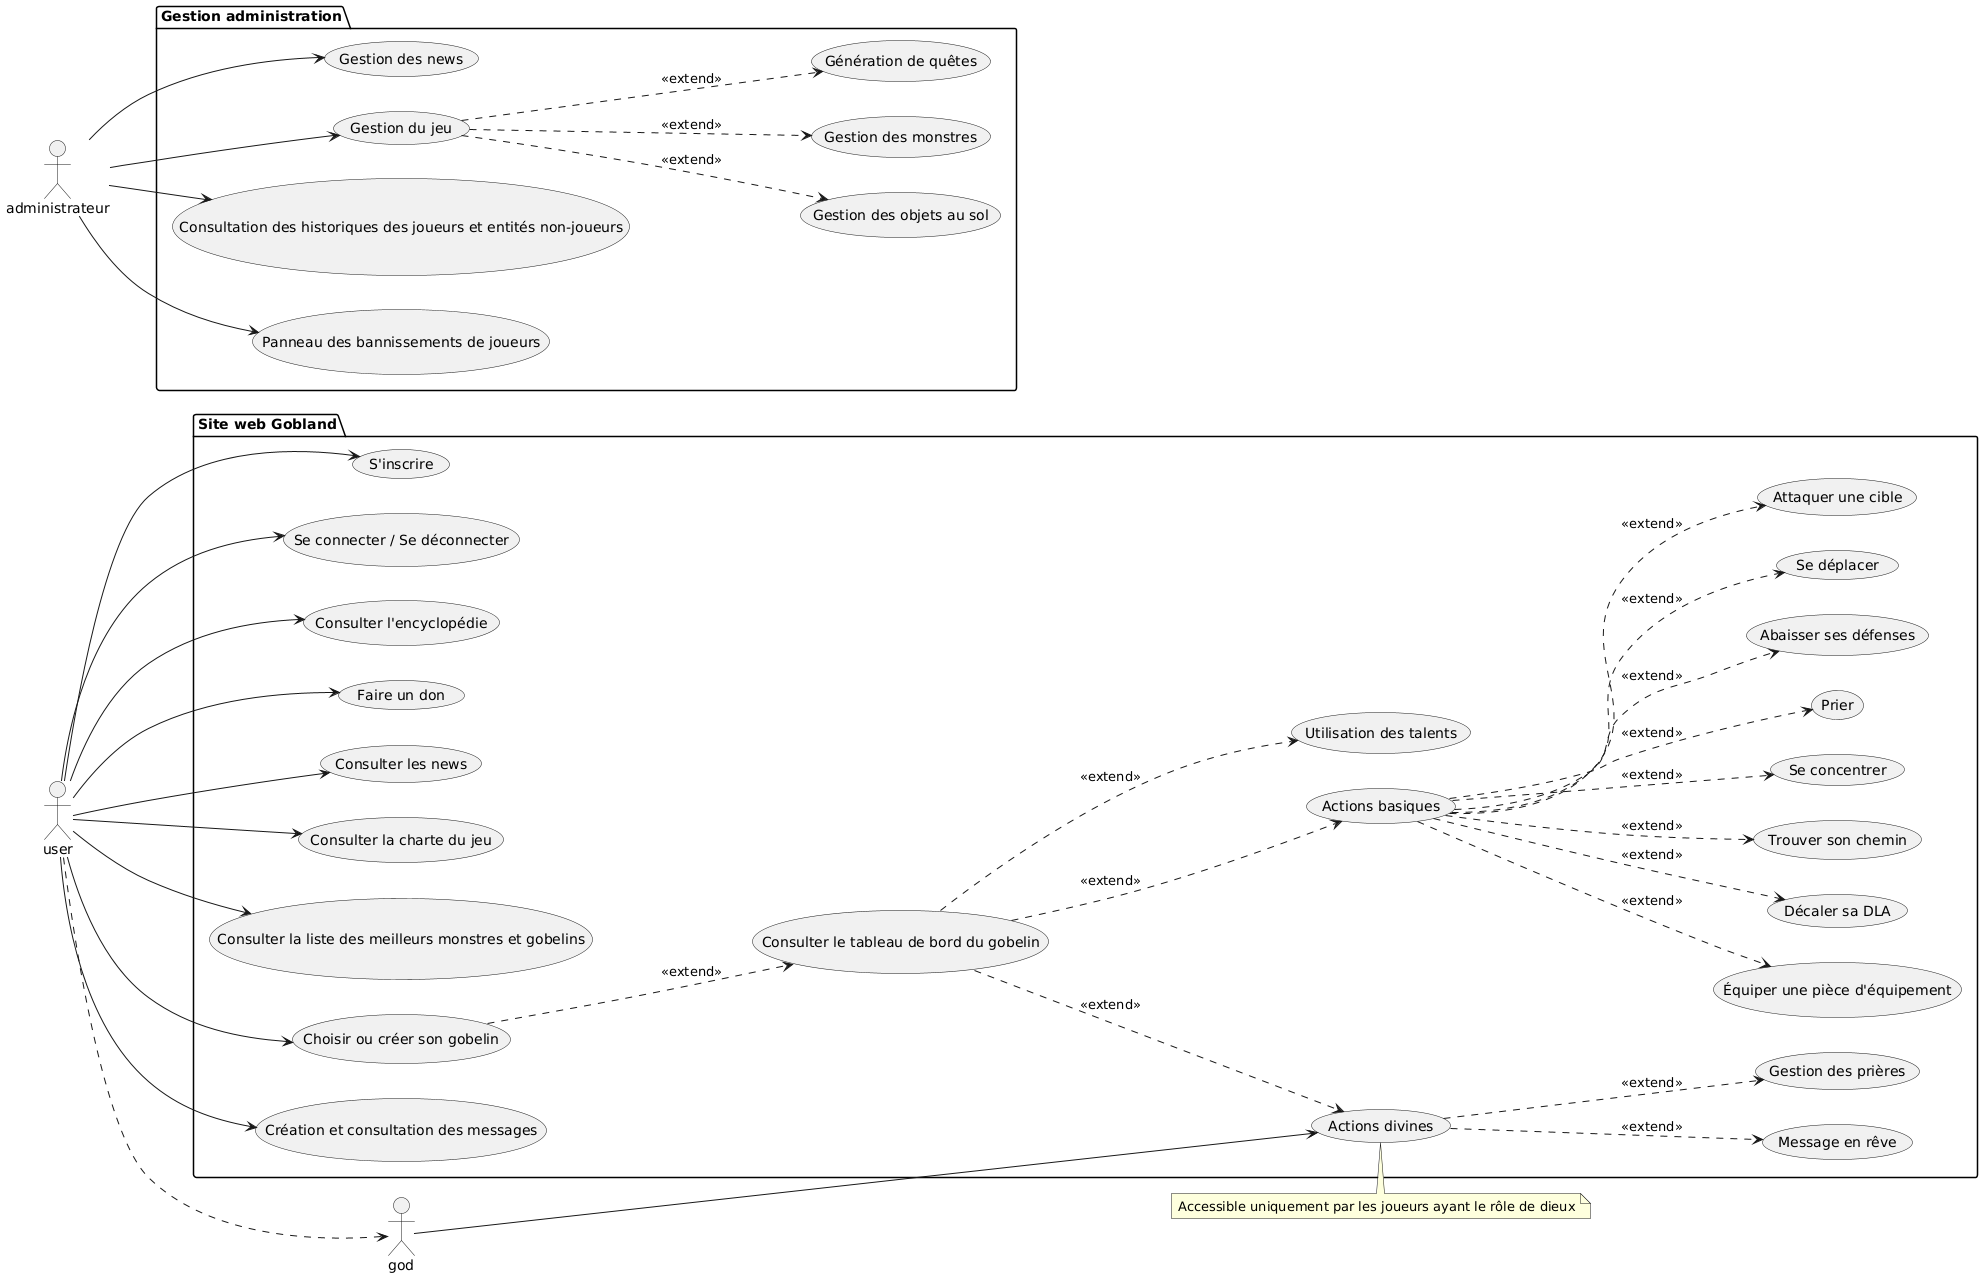 Gestion administration
Gestion des news
Génération de quêtes
«extend»
Gestion du jeu
«extend»
Gestion des monstres
«extend»
administrateur
Gestion des objets au sol
Consultation des historiques des joueurs et entités non-joueurs
Panneau des bannissements de joueurs
Site web Gobland
S'inscrire
Attaquer une cible
«extend»
Se connecter / Se déconnecter
Se déplacer
«extend»
Consulter l'encyclopédie
Abaisser ses défenses
«extend»
Faire un don
Prier
«extend»
Utilisation des talents
Consulter les news
«extend»
«extend»
Se concentrer
Actions basiques
«extend»
Consulter la charte du jeu
Trouver son chemin
user
«extend»
«extend»
«extend»
Décaler sa DLA
Consulter la liste des meilleurs monstres et gobelins
Consulter le tableau de bord du gobelin
«extend»
Équiper une pièce d'équipement
«extend»
Choisir ou créer son gobelin
Gestion des prières
«extend»
Actions divines
«extend»
Création et consultation des messages
Message en rêve
Accessible uniquement par les joueurs ayant le rôle de dieux
god